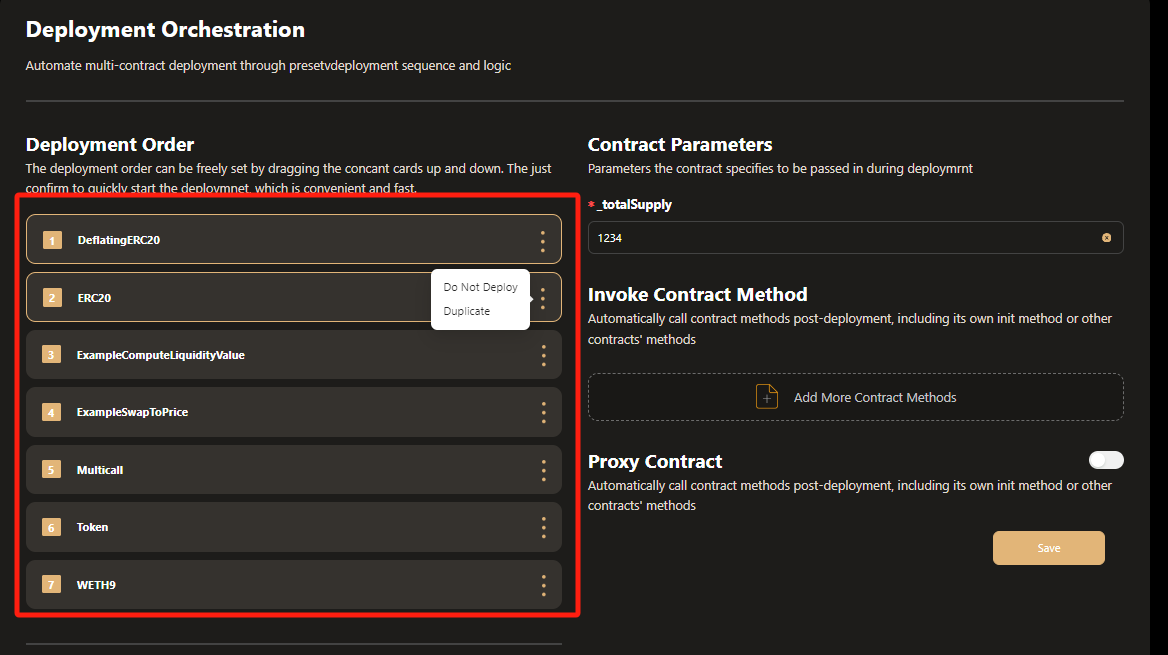 Deployment Orchestration
Automate multi-contract deployment through presetvdeployment sequence and logic
Deployment Order
The deployment order can be freely set by dragging the concant cards up and down. The just
confirm to quickly start the deploymnet, which is convenient and fast.
1 DeflatingERC20
2 ERC20
Do Not Deploy
Duplicate
3 ExampleComputeLiquidityValue
4 ExampleSwapToPrice
5 Multicall
6 Token
7 WETH9
Contract Parameters
Parameters the contract specifies to be passed in during deploymrnt
* _totalSupply
1234
Invoke Contract Method
Automatically call contract methods post-deployment, including its own init method or other
contracts' methods
Add More Contract Methods
Proxy Contract
Automatically call contract methods post-deployment, including its own init method or other
contracts' methods
Save